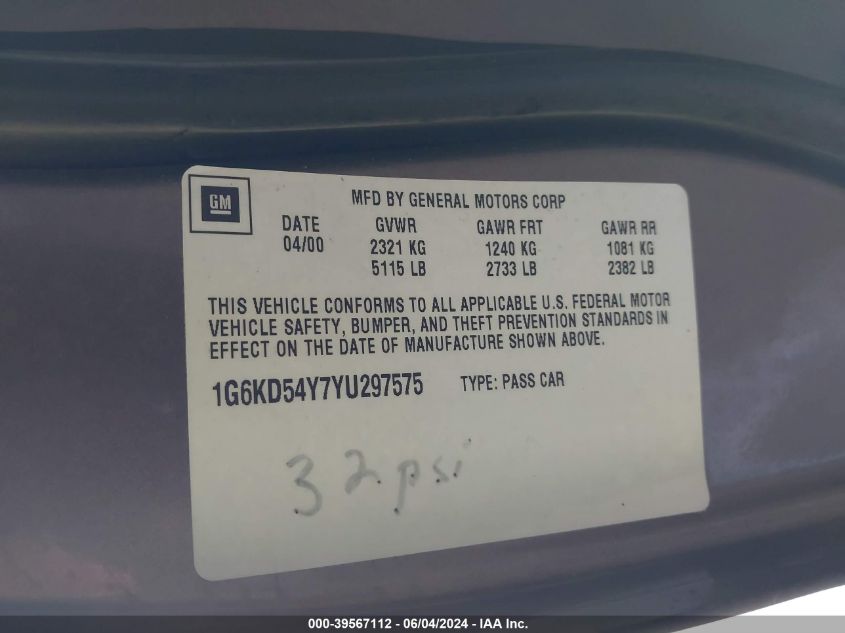 GM
MFD BY GENERAL MOTORS CORP
DATE GVWR GAWR FRT GAWR RR
04/00 2321 KG 1240 KG 1081 KG
5115 LB 2733 LB 2382 LB
THIS VEHICLE CONFORMS TO ALL APPLICABLE U.S. FEDERAL MOTOR
VEHICLE SAFETY, BUMPER, AND THEFT PREVENTION STANDARDS IN
EFFECT ON THE DATE OF MANUFACTURE SHOWN ABOVE.
1G6KD54Y7YU297575 TYPE: PASS CAR
32 psi
000-39567112 - 06/04/2024 - IAA Inc.